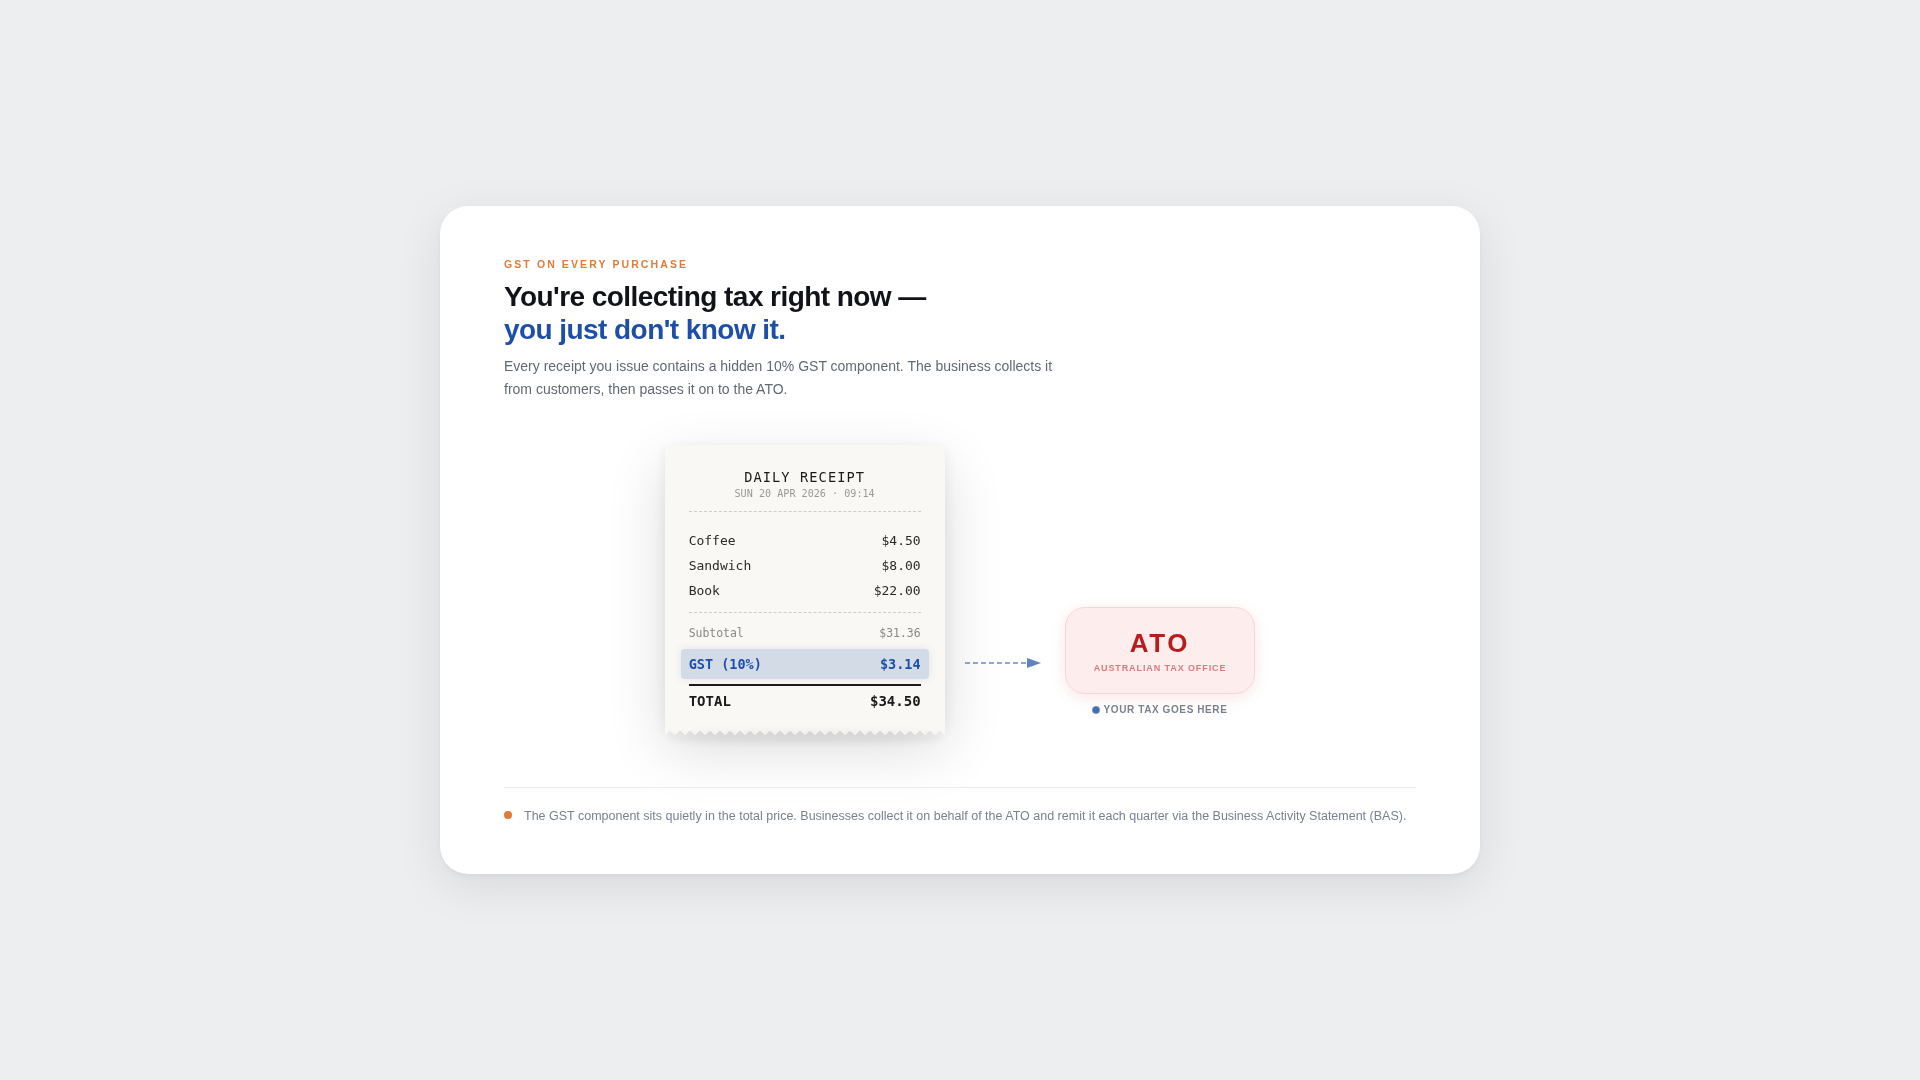 GST ON EVERY PURCHASE
You're collecting tax right now —
you just don't know it.
Every receipt you issue contains a hidden 10% GST component. The business collects it
from customers, then passes it on to the ATO.
DAILY RECEIPT
SUN 20 APR 2026 · 09:14
Coffee $4.50
Sandwich $8.00
Book $22.00
Subtotal $31.36
GST (10%) $3.14
TOTAL $34.50
ATO
AUSTRALIAN TAX OFFICE
YOUR TAX GOES HERE
The GST component sits quietly in the total price. Businesses collect it on behalf of the ATO and remit it each quarter via the Business Activity Statement (BAS).